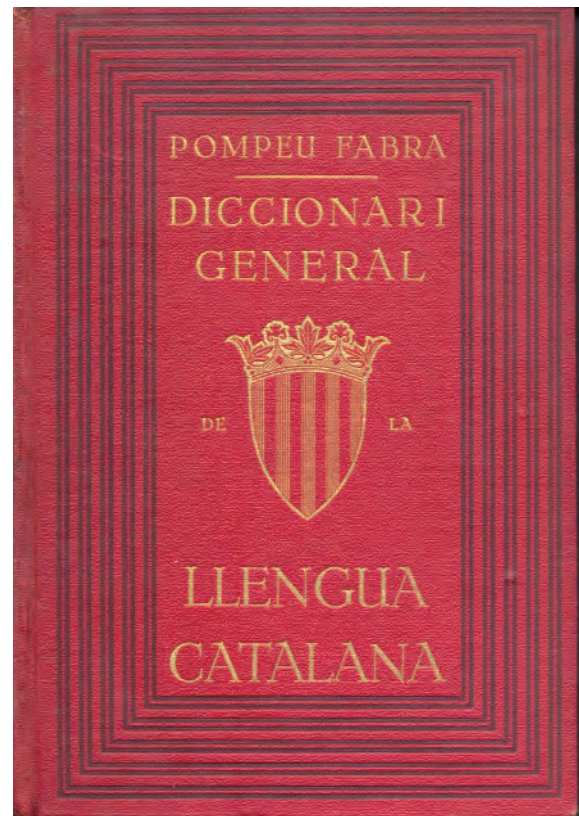 POMPEU FABRA
DICCIONARI
GENERAL
DE LA
LLENGUA
CATALANA